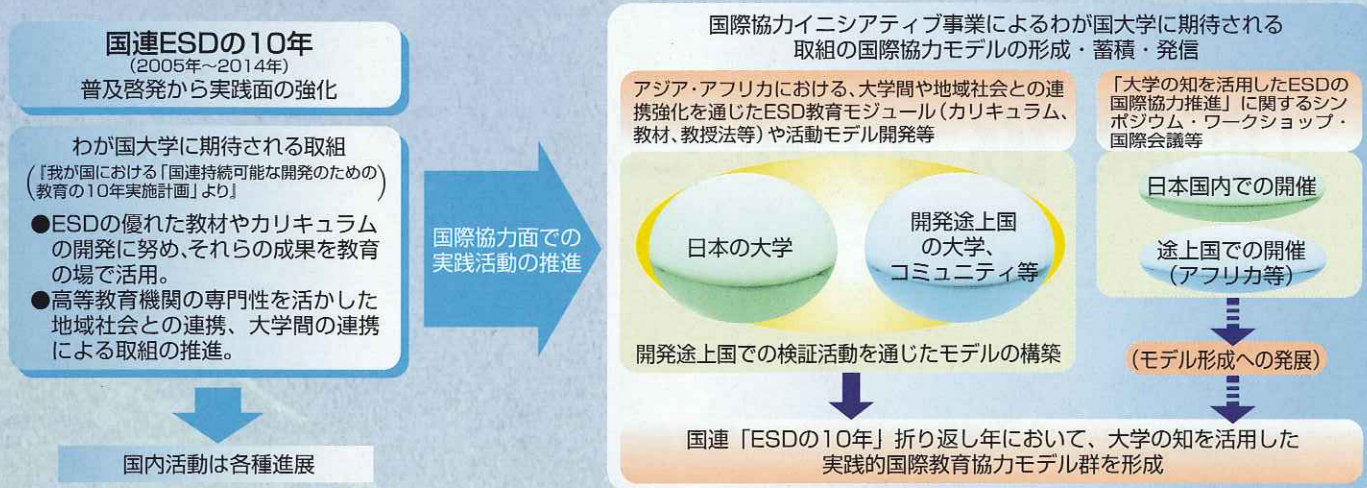 国連ESDの10年
(2005年～2014年)
普及啓発から実践面の強化
わが国大学に期待される取組
(『我が国における「国連持続可能な開発のための
教育の10年実施計画」より』)
●ESDの優れた教材やカリキュラム
の開発に努め、それらの成果を教育
の場で活用。
●高等教育機関の専門性を活かした
地域社会との連携、大学間の連携
による取組の推進。
国内活動は各種進展
国際協力面での
実践活動の推進
国際協力イニシアティブ事業によるわが国大学に期待される
取組の国際協力モデルの形成・蓄積・発信
アジア・アフリカにおける、大学間や地域社会との連
携強化を通じたESD教育モジュール(カリキュラム、
教材、教授法等)や活動モデル開発等
日本の大学
開発途上国
の大学、
コミュニティ等
開発途上国での検証活動を通じたモデルの構築
「大学の知を活用したESDの
国際協力推進」に関するシン
ポジウム・ワークショップ・
国際会議等
日本国内での開催
途上国での開催
(アフリカ等)
(モデル形成への発展)
国連「ESDの10年」折り返し年において、大学の知を活用した
実践的国際教育協力モデル群を形成